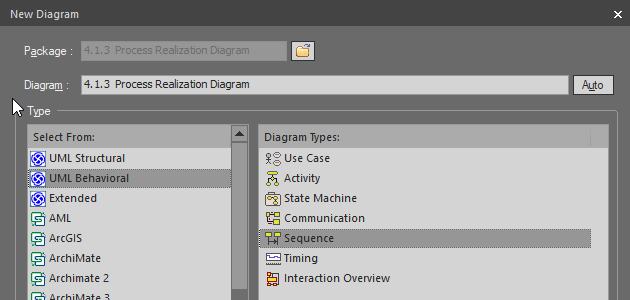 New Diagram
Package : 4.1.3 Process Realization Diagram
Diagram : 4.1.3 Process Realization Diagram Auto
Type
Select From: Diagram Types:
UML Structural Use Case
UML Behavioral Activity
Extended State Machine
AML Communication
ArcGIS Sequence
ArchiMate Timing
Archimate 2 Interaction Overview
ArchiMate 3